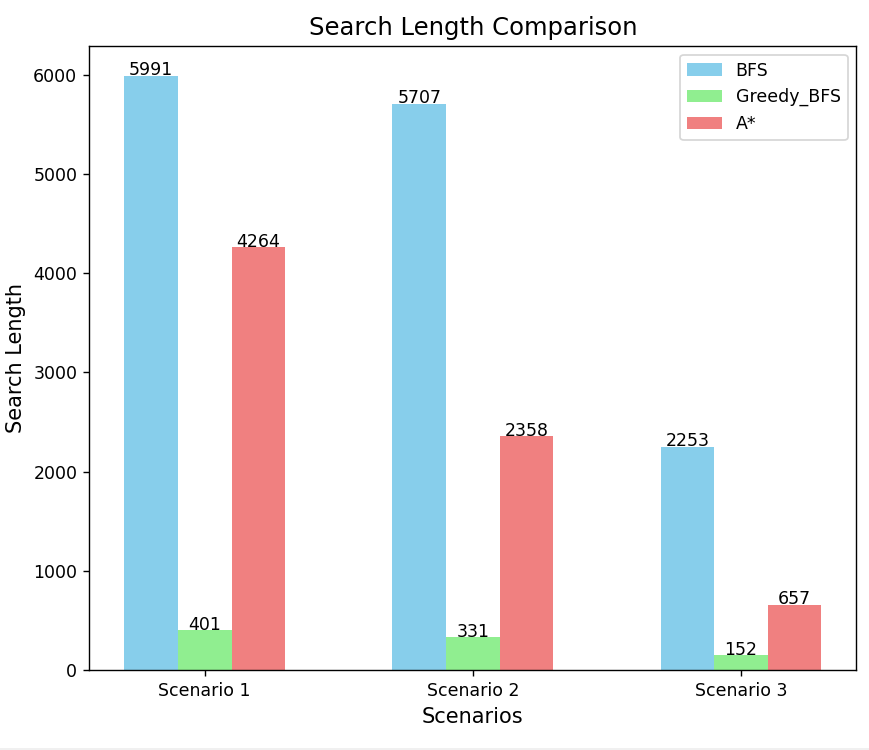 Search Length Comparison
BFS
Greedy_BFS
A*
Search Length
6000
5000
4000
3000
2000
1000
0
5991
401
4264
5707
331
2358
2253
152
657
Scenario 1
Scenario 2
Scenario 3
Scenarios